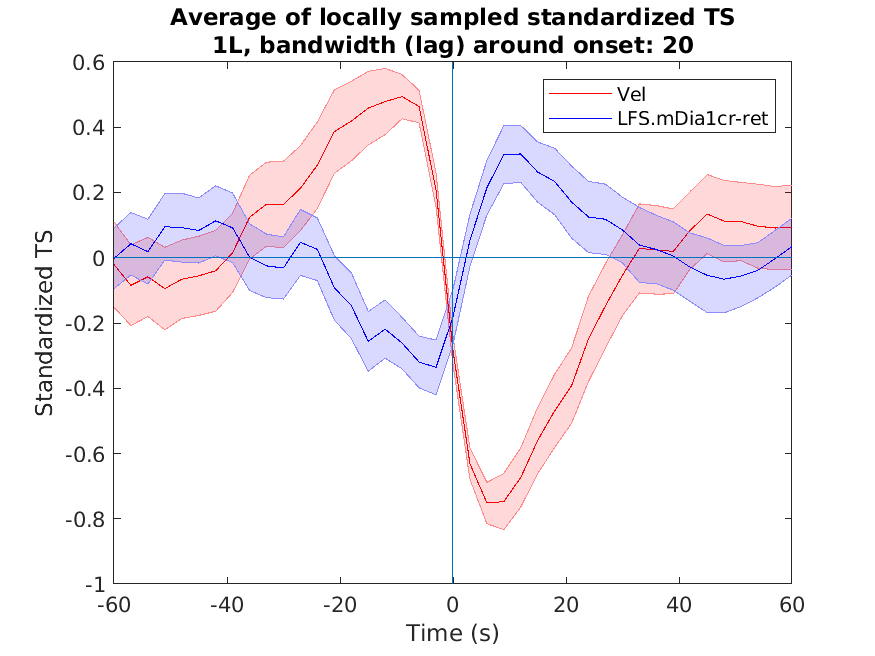 Average of locally sampled standardized TS
1L, bandwidth (lag) around onset: 20
Vel
LFS.mDia1cr-ret
Standardized TS
0.6
0.4
0.2
0
-0.2
-0.4
-0.6
-0.8
-1
-60 -40 -20 0 20 40 60
Time (s)